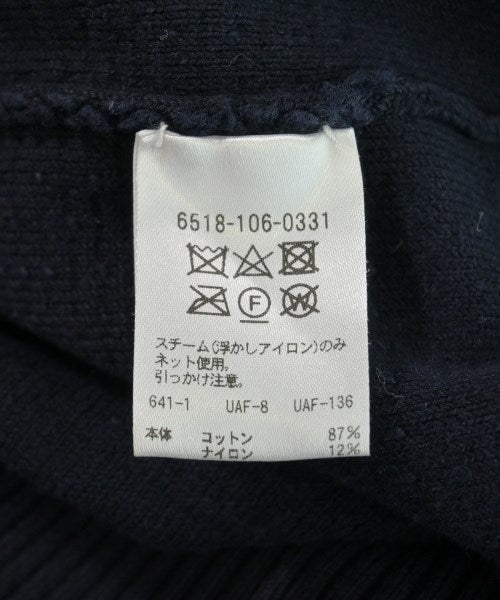 6518-106-0331
F W
スチーム(浮かしアイロン)のみ
ネット使用。
引っかけ注意。
641-1 UAF-8 UAF-136
本体 コットン 87%
ナイロン 12%